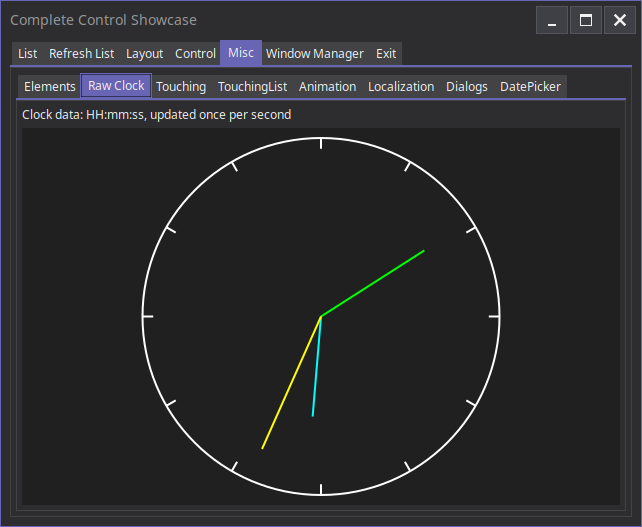 Complete Control Showcase
List Refresh List Layout Control Misc Window Manager Exit
Elements Raw Clock Touching TouchingList Animation Localization Dialogs DatePicker
Clock data: HH:mm:ss, updated once per second